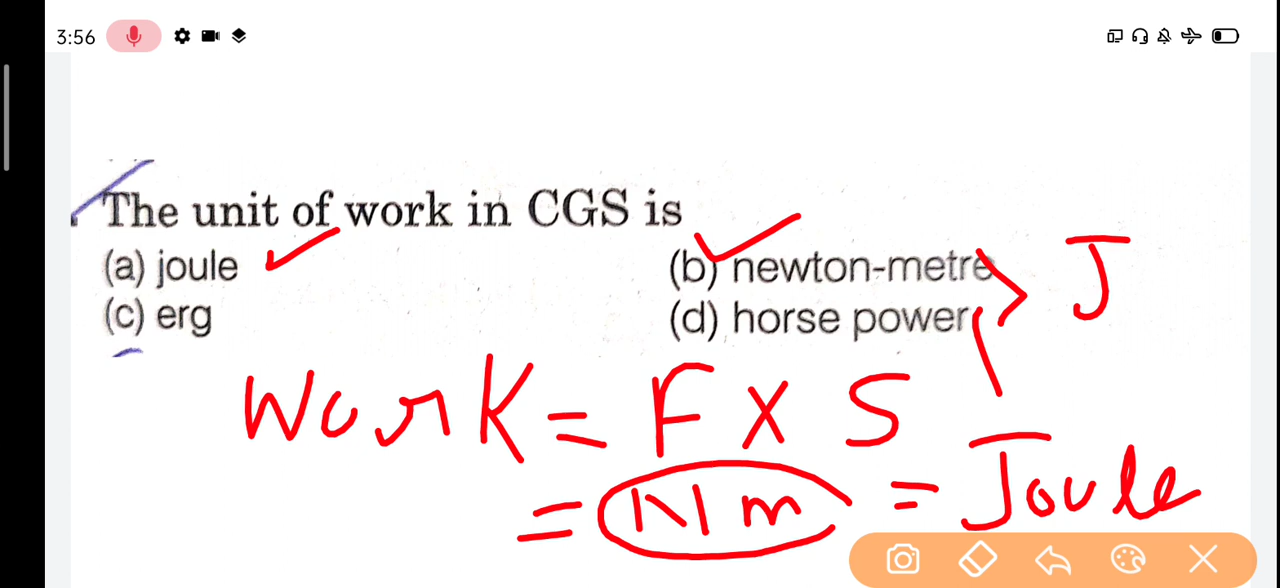 3:56
The unit of work in CGS is
(a) joule (b) newton-metre
(c) erg (d) horse power
J
Work = F X S
= Nm = Joule